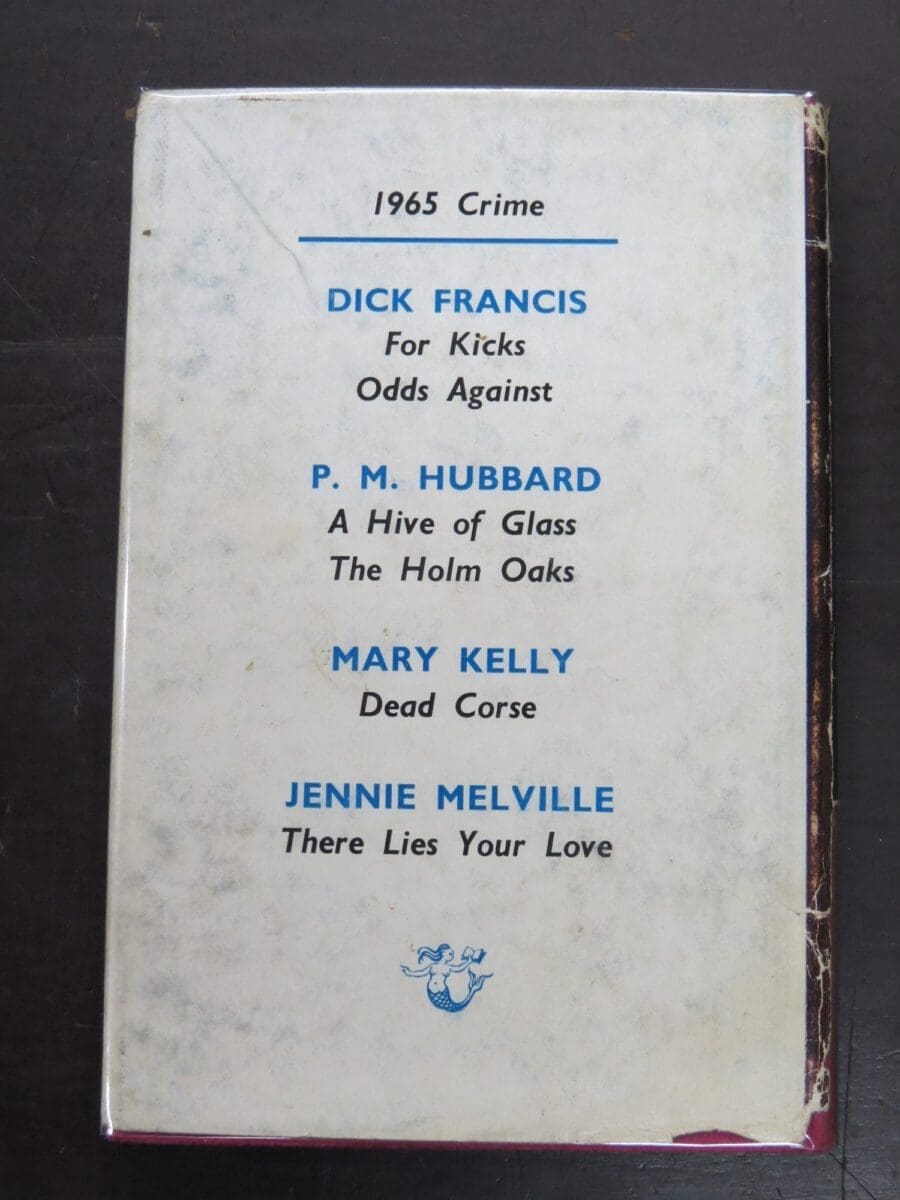 1965 Crime
DICK FRANCIS
For Kicks
Odds Against
P. M. HUBBARD
A Hive of Glass
The Holm Oaks
MARY KELLY
Dead Corse
JENNIE MELVILLE
There Lies Your Love